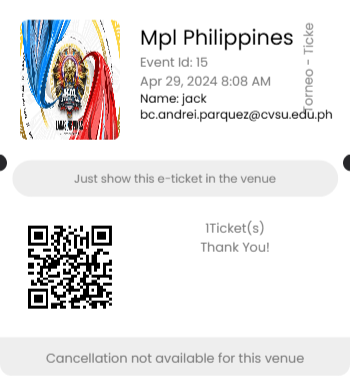 Mpl Philippines
Event Id: 15
Apr 29, 2024 8:08 AM
Name: jack
bc.andrei.parquez@cvsu.edu.ph
Torneo - Ticke
Just show this e-ticket in the venue
1Ticket(s)
Thank You!
Cancellation not available for this venue